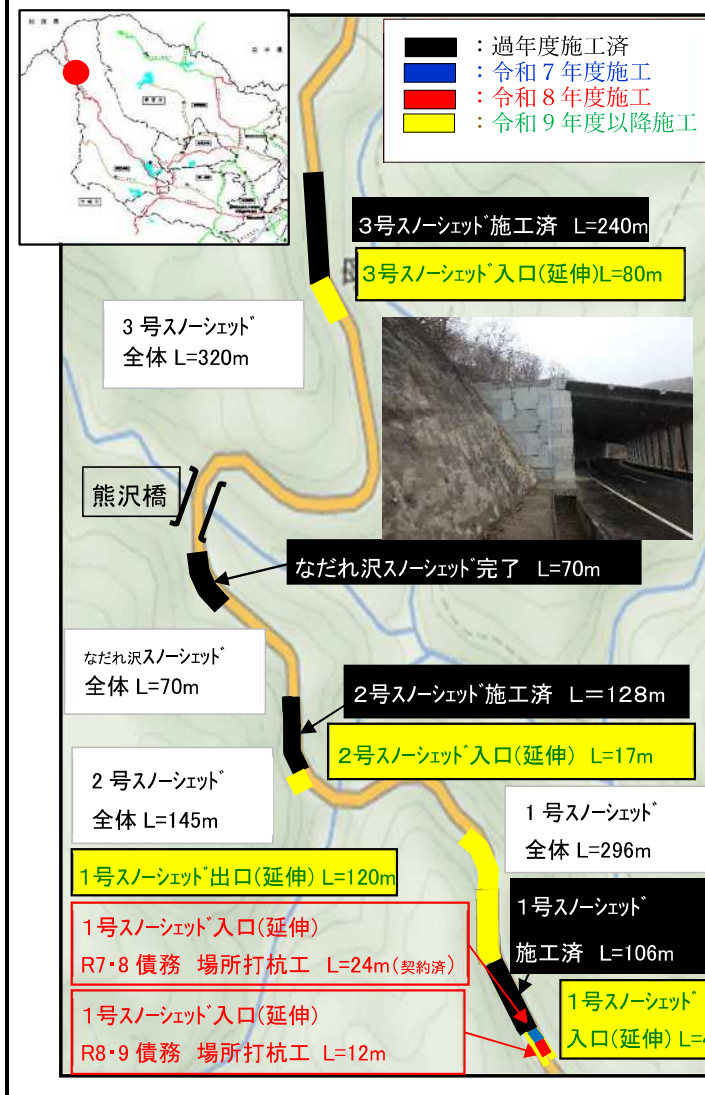 ：過年度施工済
：令和７年度施工
：令和８年度施工
：令和９年度以降施工
3号スノーシェッド施工済 L=240m
3号スノーシェッド入口(延伸)L=80m
3 号スノーシェッド
全体 L=320m
熊沢橋
なだれ沢スノーシェッド完了 L=70m
なだれ沢スノーシェッド
全体 L=70m
2号スノーシェッド施工済 L＝128m
2号スノーシェッド入口(延伸) L=17m
2 号スノーシェッド
全体 L=145m
1 号スノーシェッド
全体 L=296m
1号スノーシェッド出口(延伸) L=120m
1号スノーシェッド
施工済 L=106m
1号スノーシェッド入口(延伸)
R7・8 債務 場所打杭工 L=24m(契約済)
1号スノーシェッド
入口(延伸) L=
1号スノーシェッド入口(延伸)
R8・9 債務 場所打杭工 L=12m